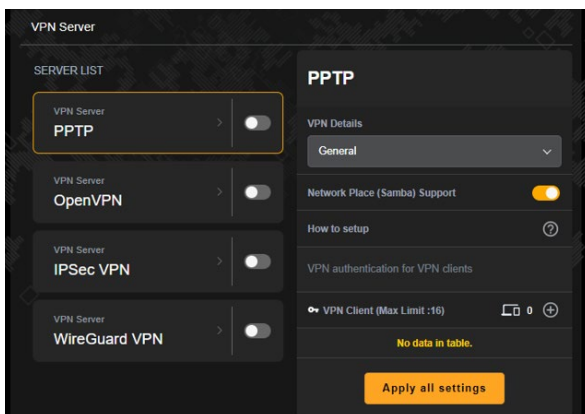 VPN Server
SERVER LIST
VPN Server
PPTP
VPN Server
OpenVPN
VPN Server
IPSec VPN
VPN Server
WireGuard VPN
PPTP
VPN Details
General
Network Place (Samba) Support
How to setup
VPN authentication for VPN clients
VPN Client (Max Limit :16) 0
No data in table.
Apply all settings